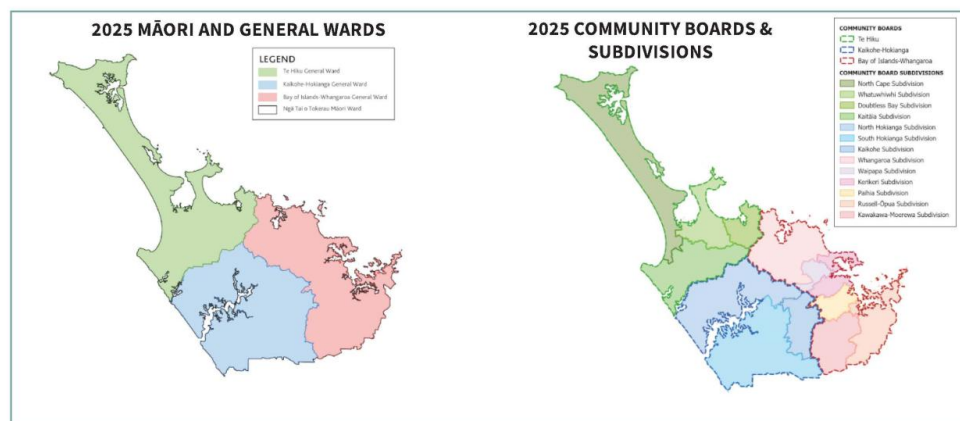 2025 MĀORI AND GENERAL WARDS
LEGEND
Te Hiku General Ward
Kaikohe-Hokianga General Ward
Bay of Islands-Whangaroa General Ward
Ngā Tai o Tokerau Māori Ward
2025 COMMUNITY BOARDS &
SUBDIVISIONS
COMMUNITY BOARDS
Te Hiku
Kaikohe-Hokianga
Bay of Islands-Whangaroa
COMMUNITY BOARD SUBDIVISIONS
North Cape Subdivision
Whatuwhiwhi Subdivision
Doubtless Bay Subdivision
Kaitāia Subdivision
North Hokianga Subdivision
South Hokianga Subdivision
Kaikohe Subdivision
Whangaroa Subdivision
Waipapa Subdivision
Kerikeri Subdivision
Paihia Subdivision
Russell-Ōpua Subdivision
Kawakawa-Moerewa Subdivision